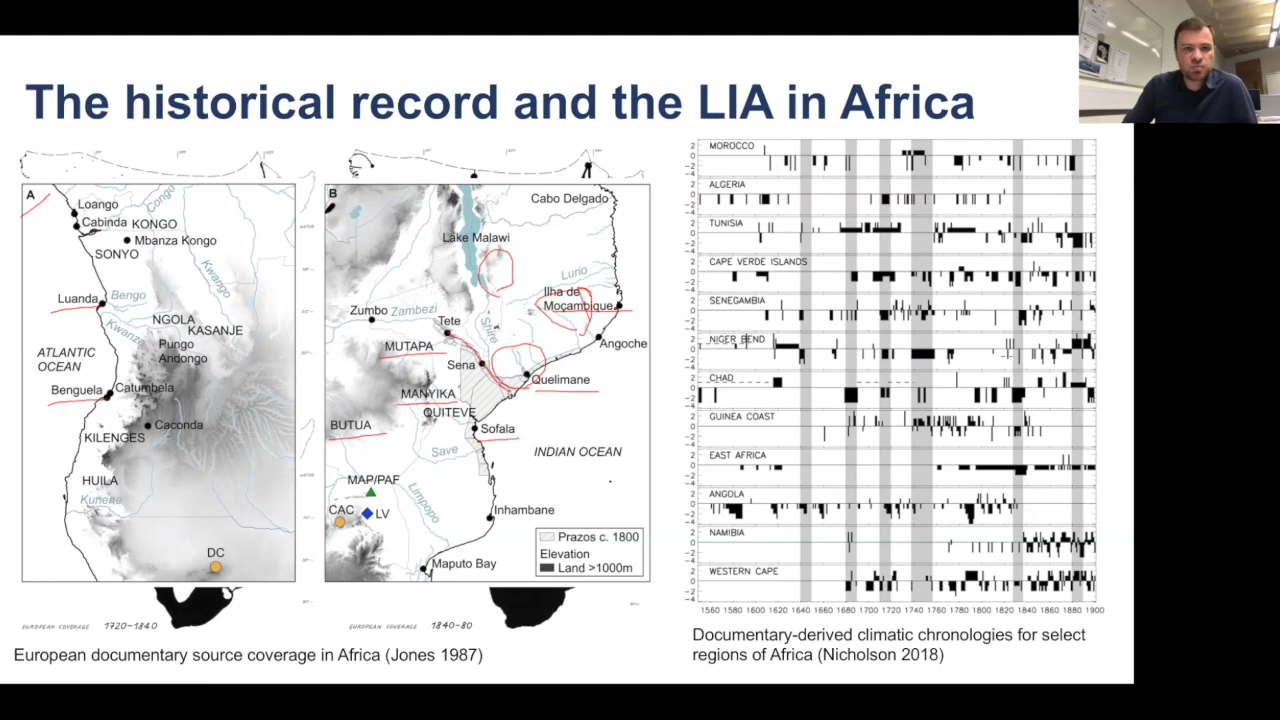 The historical record and the LIA in Africa
A
Loango
Congo
Cabinda
KONGO
Mbanza Kongo
SONYO
Kwango
Luanda
Bengo
Kwanza
NGOLA
KASANJE
Pungo
Andongo
ATLANTIC
OCEAN
Benguela
Catumbela
Caconda
KILENGES
HUILA
Kunene
DC
EUROPEAN COVERAGE 1720-1840
B
Cabo Delgado
Lake Malawi
Lurio
Ilha de
Moçambique
Zumbo
Zambezi
Tete
Shire
Angoche
MUTAPA
Sena
Quelimane
MANYIKA
QUITEVE
BUTUA
Sofala
INDIAN OCEAN
Save
MAP/PAF
CAC
LV
Limpopo
Inhambane
Maputo Bay
Prazos c. 1800
Elevation
Land >1000m
EUROPEAN COVERAGE 1840-80
European documentary source coverage in Africa (Jones 1987)
MOROCCO
ALGERIA
TUNISIA
CAPE VERDE ISLANDS
SENEGAMBIA
NIGER BEND
CHAD
GUINEA COAST
EAST AFRICA
ANGOLA
NAMIBIA
WESTERN CAPE
1560 1580 1600 1620 1640 1660 1680 1700 1720 1740 1760 1780 1800 1820 1840 1860 1880 1900
Documentary-derived climatic chronologies for select
regions of Africa (Nicholson 2018)